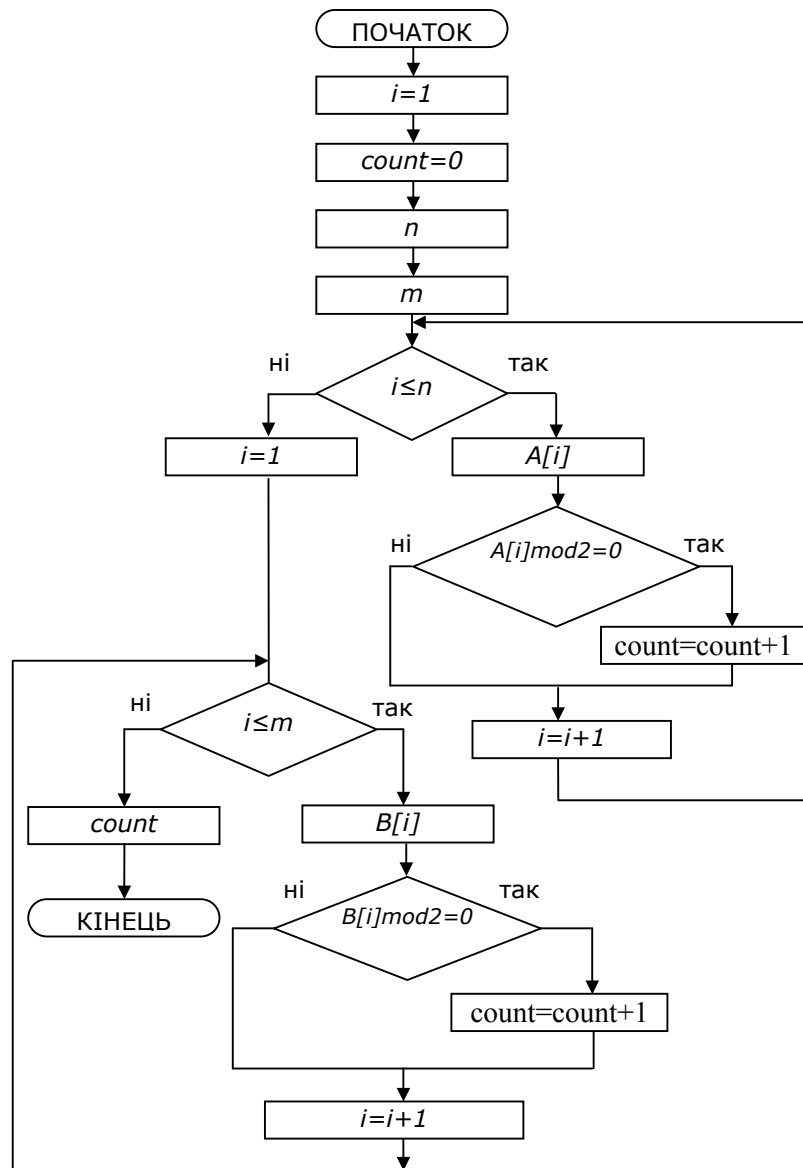 ПОЧАТОК
i=1
count=0
n
m
ні
так
i≤n
i=1
A[i]
ні
так
A[i]mod2=0
count=count+1
ні
так
i≤m
i=i+1
count
B[i]
ні
так
B[i]mod2=0
КІНЕЦЬ
count=count+1
i=i+1